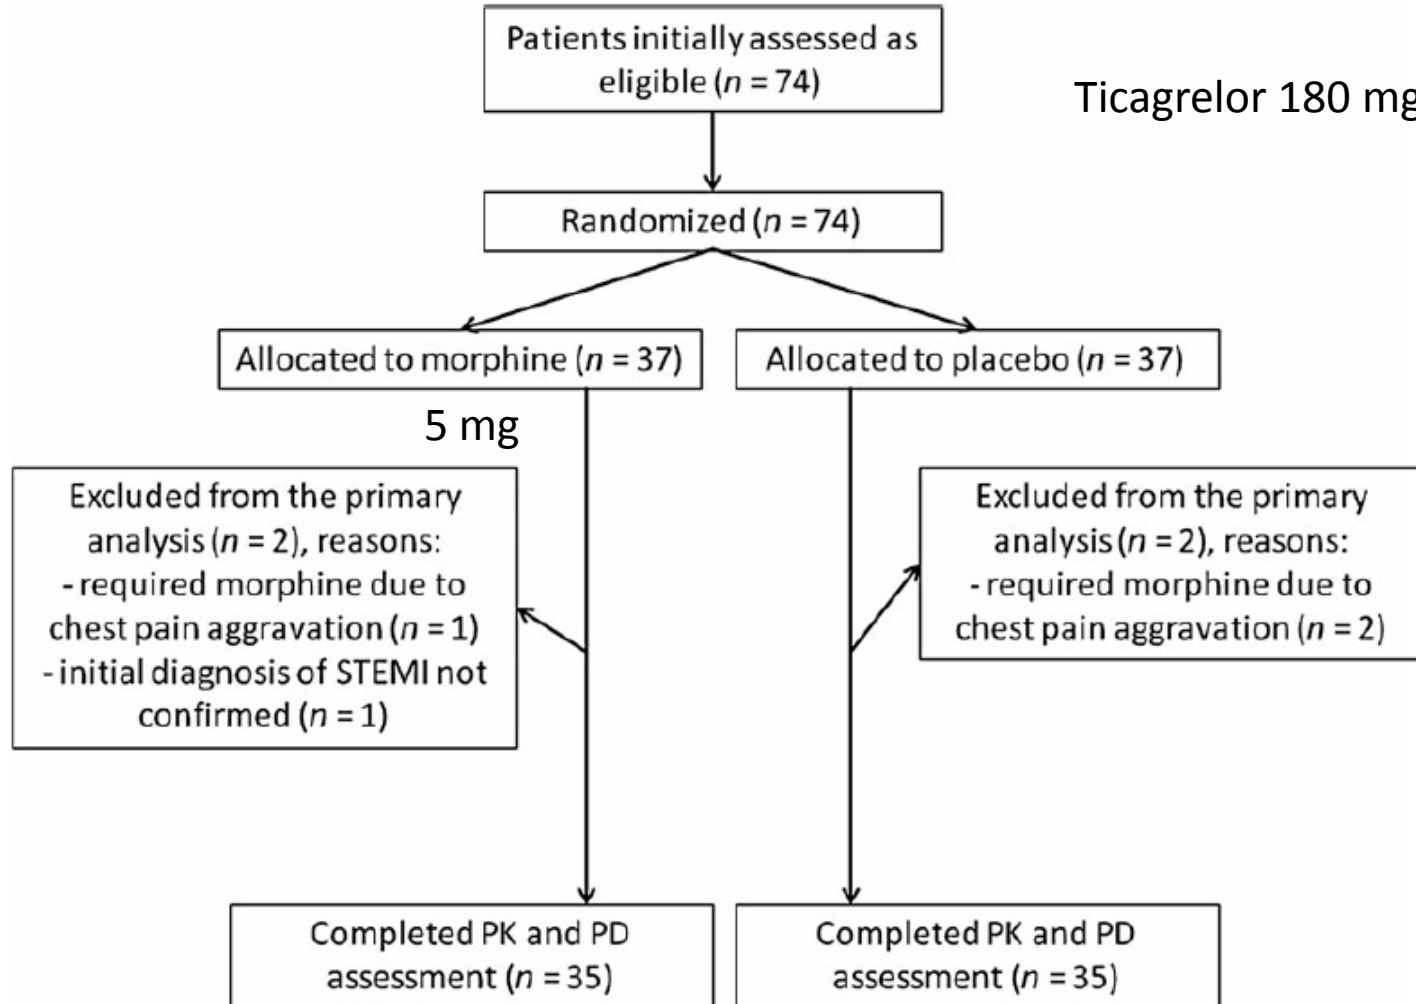 Patients initially assessed as
eligible (n = 74)
Ticagrelor 180 mg
Randomized (n = 74)
Allocated to morphine (n = 37)
Allocated to placebo (n = 37)
5 mg
Excluded from the primary
analysis (n = 2), reasons:
- required morphine due to
chest pain aggravation (n = 1)
- initial diagnosis of STEMI not
confirmed (n = 1)
Excluded from the primary
analysis (n = 2), reasons:
- required morphine due to
chest pain aggravation (n = 2)
Completed PK and PD
assessment (n = 35)
Completed PK and PD
assessment (n = 35)